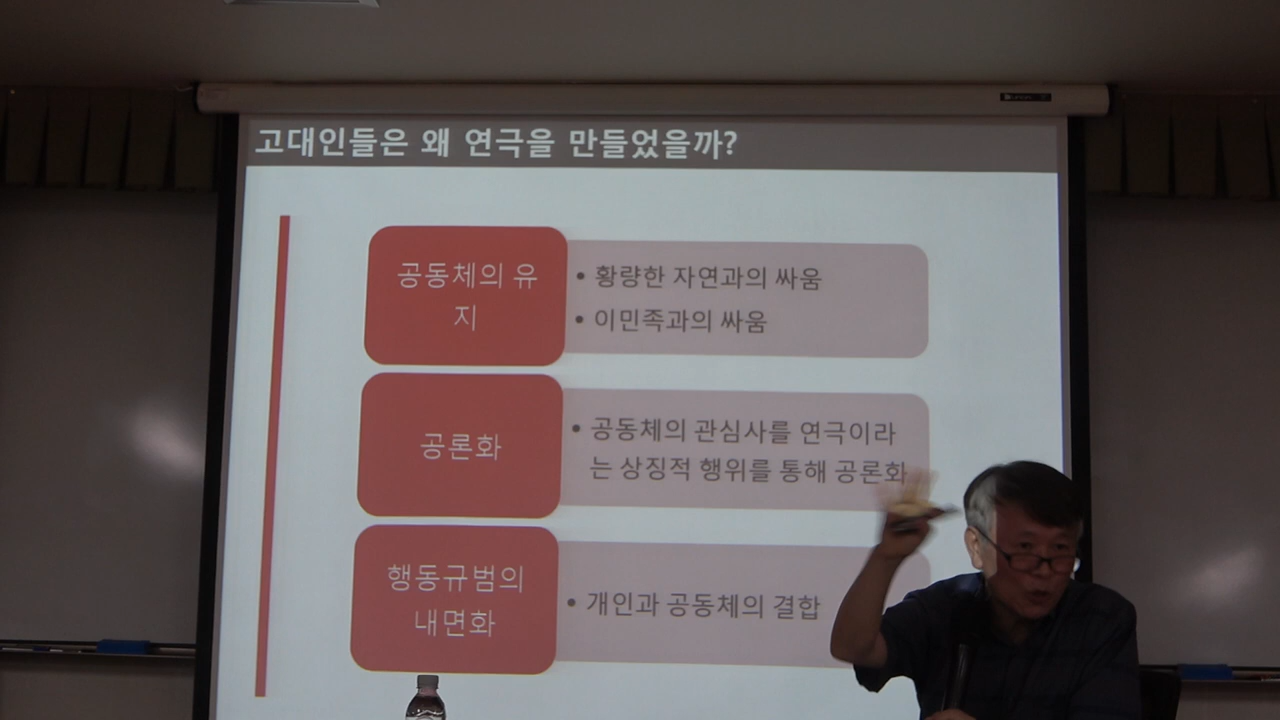 고대인들은 왜 연극을 만들었을까?
공동체의 유
지
• 황량한 자연과의 싸움
• 이민족과의 싸움
공론화
• 공동체의 관심사를 연극이라
는 상징적 행위를 통해 공론화
행동규범의
내면화
• 개인과 공동체의 결합